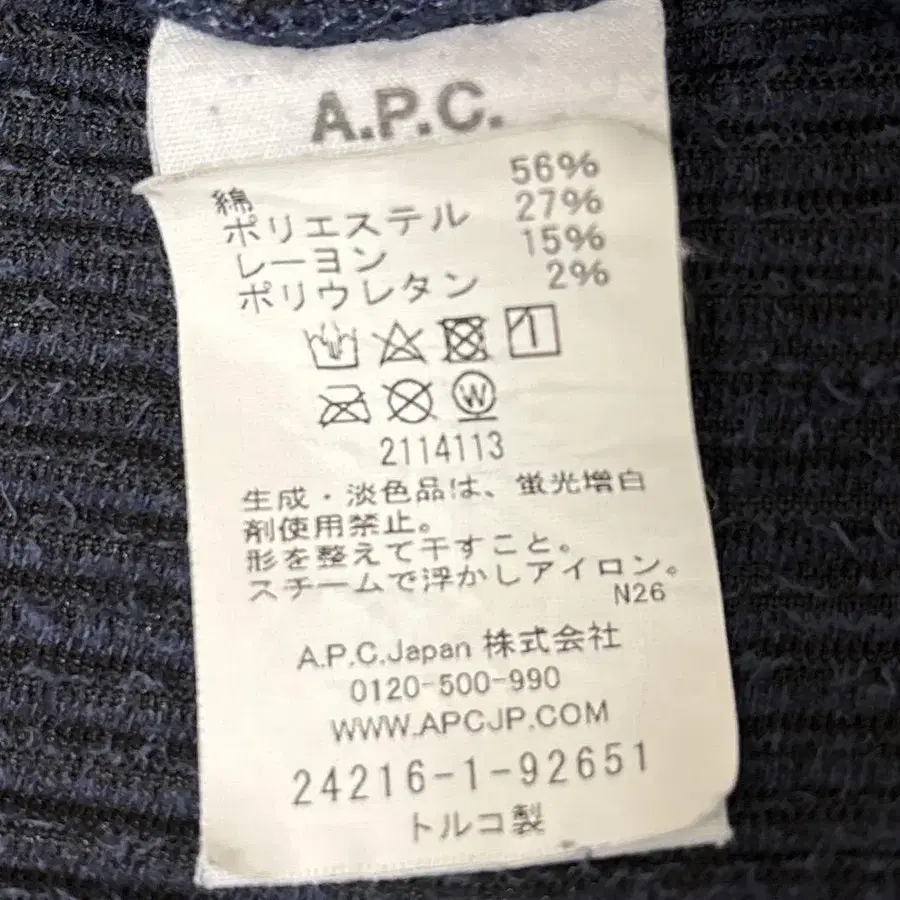 A.P.C.
綿 56%
ポリエステル 27%
レーヨン 15%
ポリウレタン 2%
W
2114113
生成・淡色品は、蛍光増白
剤使用禁止。
形を整えて干すこと。
スチームで浮かしアイロン。
N26
A.P.C.Japan 株式会社
0120-500-990
WWW.APCJP.COM
24216-1-92651
トルコ製